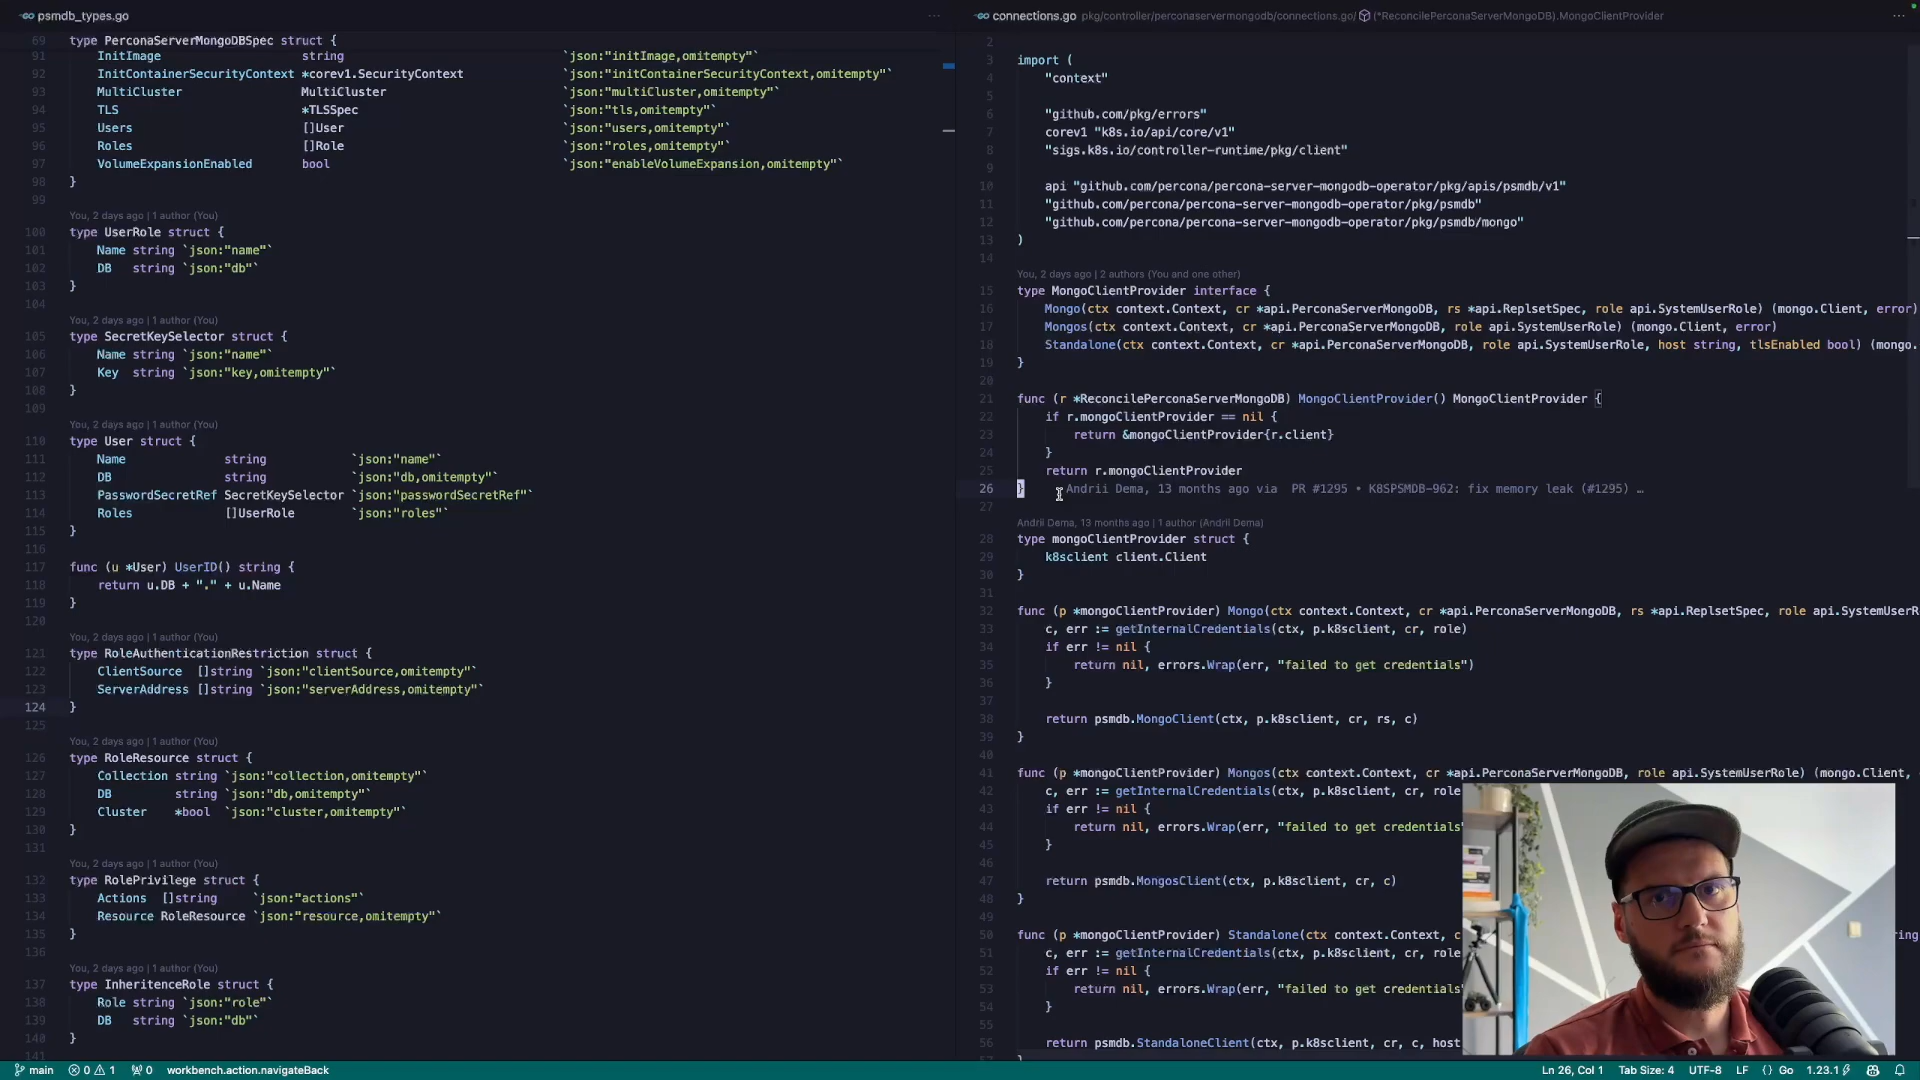 psmdb_types.go
69 type PerconaServerMongoDBSpec struct {
91 InitImage string `json:"initImage,omitempty"`
92 InitContainerSecurityContext *corev1.SecurityContext `json:"initContainerSecurityContext,omitempty"`
93 MultiCluster MultiCluster `json:"multiCluster,omitempty"`
94 TLS *TLSSpec `json:"tls,omitempty"`
95 Users []User `json:"users,omitempty"`
96 Roles []Role `json:"roles,omitempty"`
97 VolumeExpansionEnabled bool `json:"enableVolumeExpansion,omitempty"`
98 }
99
You, 2 days ago | 1 author (You)
100 type UserRole struct {
101 Name string `json:"name"`
102 DB string `json:"db"`
103 }
104
You, 2 days ago | 1 author (You)
105 type SecretKeySelector struct {
106 Name string `json:"name"`
107 Key string `json:"key,omitempty"`
108 }
109
You, 2 days ago | 1 author (You)
110 type User struct {
111 Name string `json:"name"`
112 DB string `json:"db,omitempty"`
113 PasswordSecretRef SecretKeySelector `json:"passwordSecretRef"`
114 Roles []UserRole `json:"roles"`
115 }
116
117 func (u *User) UserID() string {
118 return u.DB + "." + u.Name
119 }
120
You, 2 days ago | 1 author (You)
121 type RoleAuthenticationRestriction struct {
122 ClientSource []string `json:"clientSource,omitempty"`
123 ServerAddress []string `json:"serverAddress,omitempty"`
124 }
125
You, 2 days ago | 1 author (You)
126 type RoleResource struct {
127 Collection string `json:"collection,omitempty"`
128 DB string `json:"db,omitempty"`
129 Cluster *bool `json:"cluster,omitempty"`
130 }
131
You, 2 days ago | 1 author (You)
132 type RolePrivilege struct {
133 Actions []string `json:"actions"`
134 Resource RoleResource `json:"resource,omitempty"`
135 }
136
You, 2 days ago | 1 author (You)
137 type InheritenceRole struct {
138 Role string `json:"role"`
139 DB string `json:"db"`
140 }
141
connections.go pkg/controller/perconaservermongodb/connections.go/ (*ReconcilePerconaServerMongoDB).MongoClientProvider
2
3 import (
4 "context"
5
6 "github.com/pkg/errors"
7 corev1 "k8s.io/api/core/v1"
8 "sigs.k8s.io/controller-runtime/pkg/client"
9
10 api "github.com/percona/percona-server-mongodb-operator/pkg/apis/psmdb/v1"
11 "github.com/percona/percona-server-mongodb-operator/pkg/psmdb"
12 "github.com/percona/percona-server-mongodb-operator/pkg/psmdb/mongo"
13 )
14
You, 2 days ago | 2 authors (You and one other)
15 type MongoClientProvider interface {
16 Mongo(ctx context.Context, cr *api.PerconaServerMongoDB, rs *api.ReplsetSpec, role api.SystemUserRole) (mongo.Client, error)
17 Mongos(ctx context.Context, cr *api.PerconaServerMongoDB, role api.SystemUserRole) (mongo.Client, error)
18 Standalone(ctx context.Context, cr *api.PerconaServerMongoDB, role api.SystemUserRole, host string, tlsEnabled bool) (mongo.
19 }
20
21 func (r *ReconcilePerconaServerMongoDB) MongoClientProvider() MongoClientProvider {
22 if r.mongoClientProvider == nil {
23 return &mongoClientProvider{r.client}
24 }
25 return r.mongoClientProvider
26 } Andrii Dema, 13 months ago via PR #1295 • K8SPSMDB-962: fix memory leak (#1295) …
27
Andrii Dema, 13 months ago | 1 author (Andrii Dema)
28 type mongoClientProvider struct {
29 k8sclient client.Client
30 }
31
32 func (p *mongoClientProvider) Mongo(ctx context.Context, cr *api.PerconaServerMongoDB, rs *api.ReplsetSpec, role api.SystemUserR
33 c, err := getInternalCredentials(ctx, p.k8sclient, cr, role)
34 if err != nil {
35 return nil, errors.Wrap(err, "failed to get credentials")
36 }
37
38 return psmdb.MongoClient(ctx, p.k8sclient, cr, rs, c)
39 }
40
41 func (p *mongoClientProvider) Mongos(ctx context.Context, cr *api.PerconaServerMongoDB, role api.SystemUserRole) (mongo.Client,
42 c, err := getInternalCredentials(ctx, p.k8sclient, cr, role
43 if err != nil {
44 return nil, errors.Wrap(err, "failed to get credentials"
45 }
46
47 return psmdb.MongosClient(ctx, p.k8sclient, cr, c)
48 }
49
50 func (p *mongoClientProvider) Standalone(ctx context.Context, c ring
51 c, err := getInternalCredentials(ctx, p.k8sclient, cr, role
52 if err != nil {
53 return nil, errors.Wrap(err, "failed to get credentials"
54 }
55
56 return psmdb.StandaloneClient(ctx, p.k8sclient, cr, c, host
57 }
main 0 1 0 workbench.action.navigateBack
Ln 26, Col 1 Tab Size: 4 UTF-8 LF {} Go 1.23.1